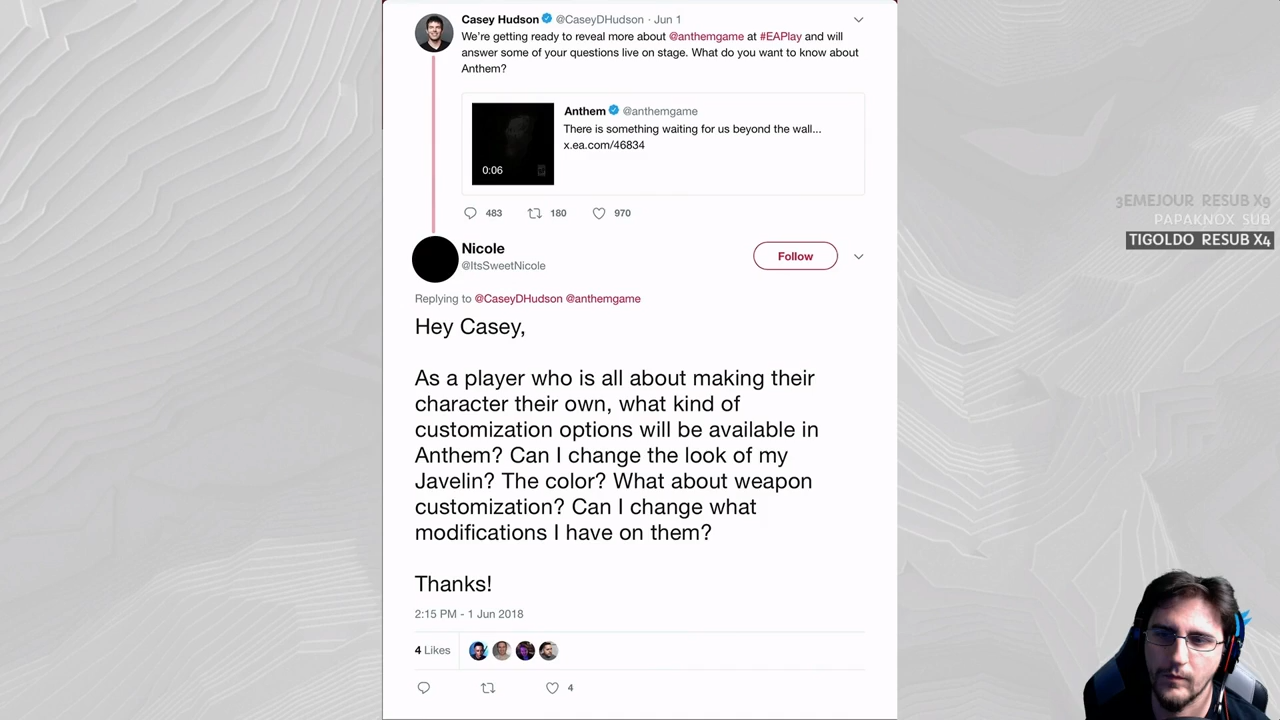 Casey Hudson @CaseyDHudson · Jun 1
We're getting ready to reveal more about @anthemgame at #EAPlay and will
answer some of your questions live on stage. What do you want to know about
Anthem?
Anthem @anthemgame
There is something waiting for us beyond the wall...
x.ea.com/46834
0:06
483 180 970
3EMEJOUR RESUB X9
PAPAKNOX SUB
TIGOLDO RESUB X4
Nicole
@ItsSweetNicole
Follow
Replying to @CaseyDHudson @anthemgame
Hey Casey,
As a player who is all about making their
character their own, what kind of
customization options will be available in
Anthem? Can I change the look of my
Javelin? The color? What about weapon
customization? Can I change what
modifications I have on them?
Thanks!
2:15 PM - 1 Jun 2018
4 Likes
4